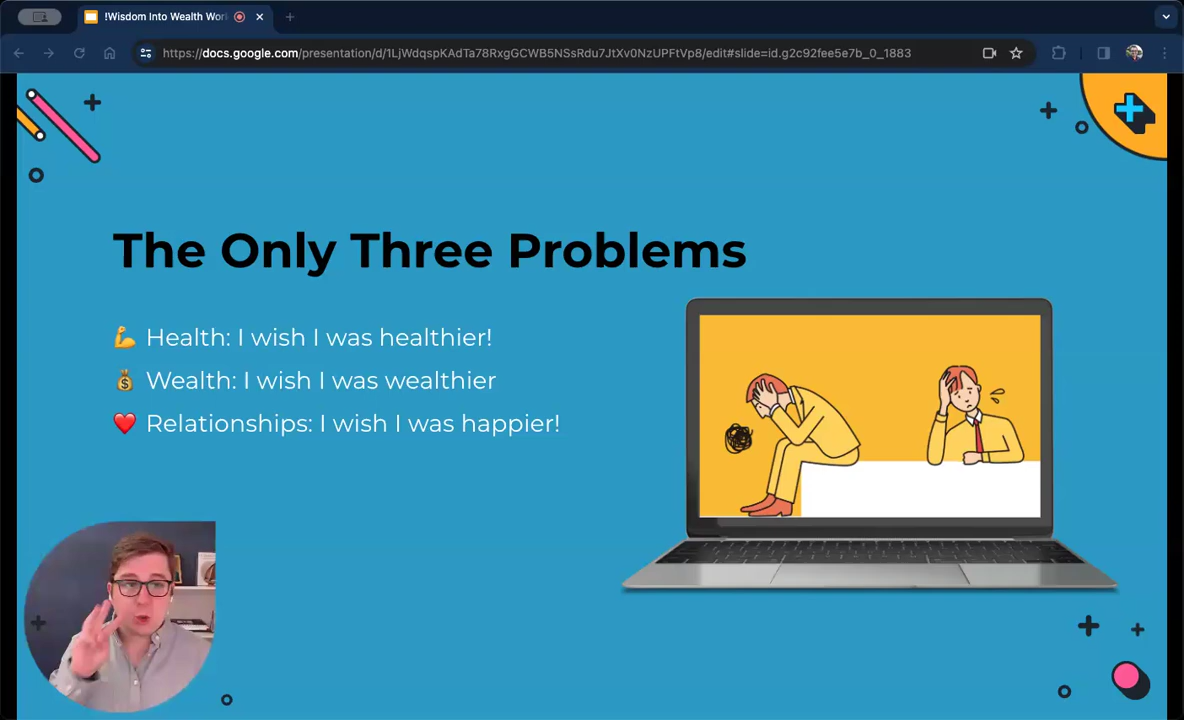 !Wisdom Into Wealth Wor
https://docs.google.com/presentation/d/1LjWdqspKAdTa78RxgGCWB5NSsRdu7JtXv0NzUPFtVp8/edit#slide=id.g2c92fee5e7b_0_1883
The Only Three Problems
💪 Health: I wish I was healthier!
💰 Wealth: I wish I was wealthier
❤️ Relationships: I wish I was happier!